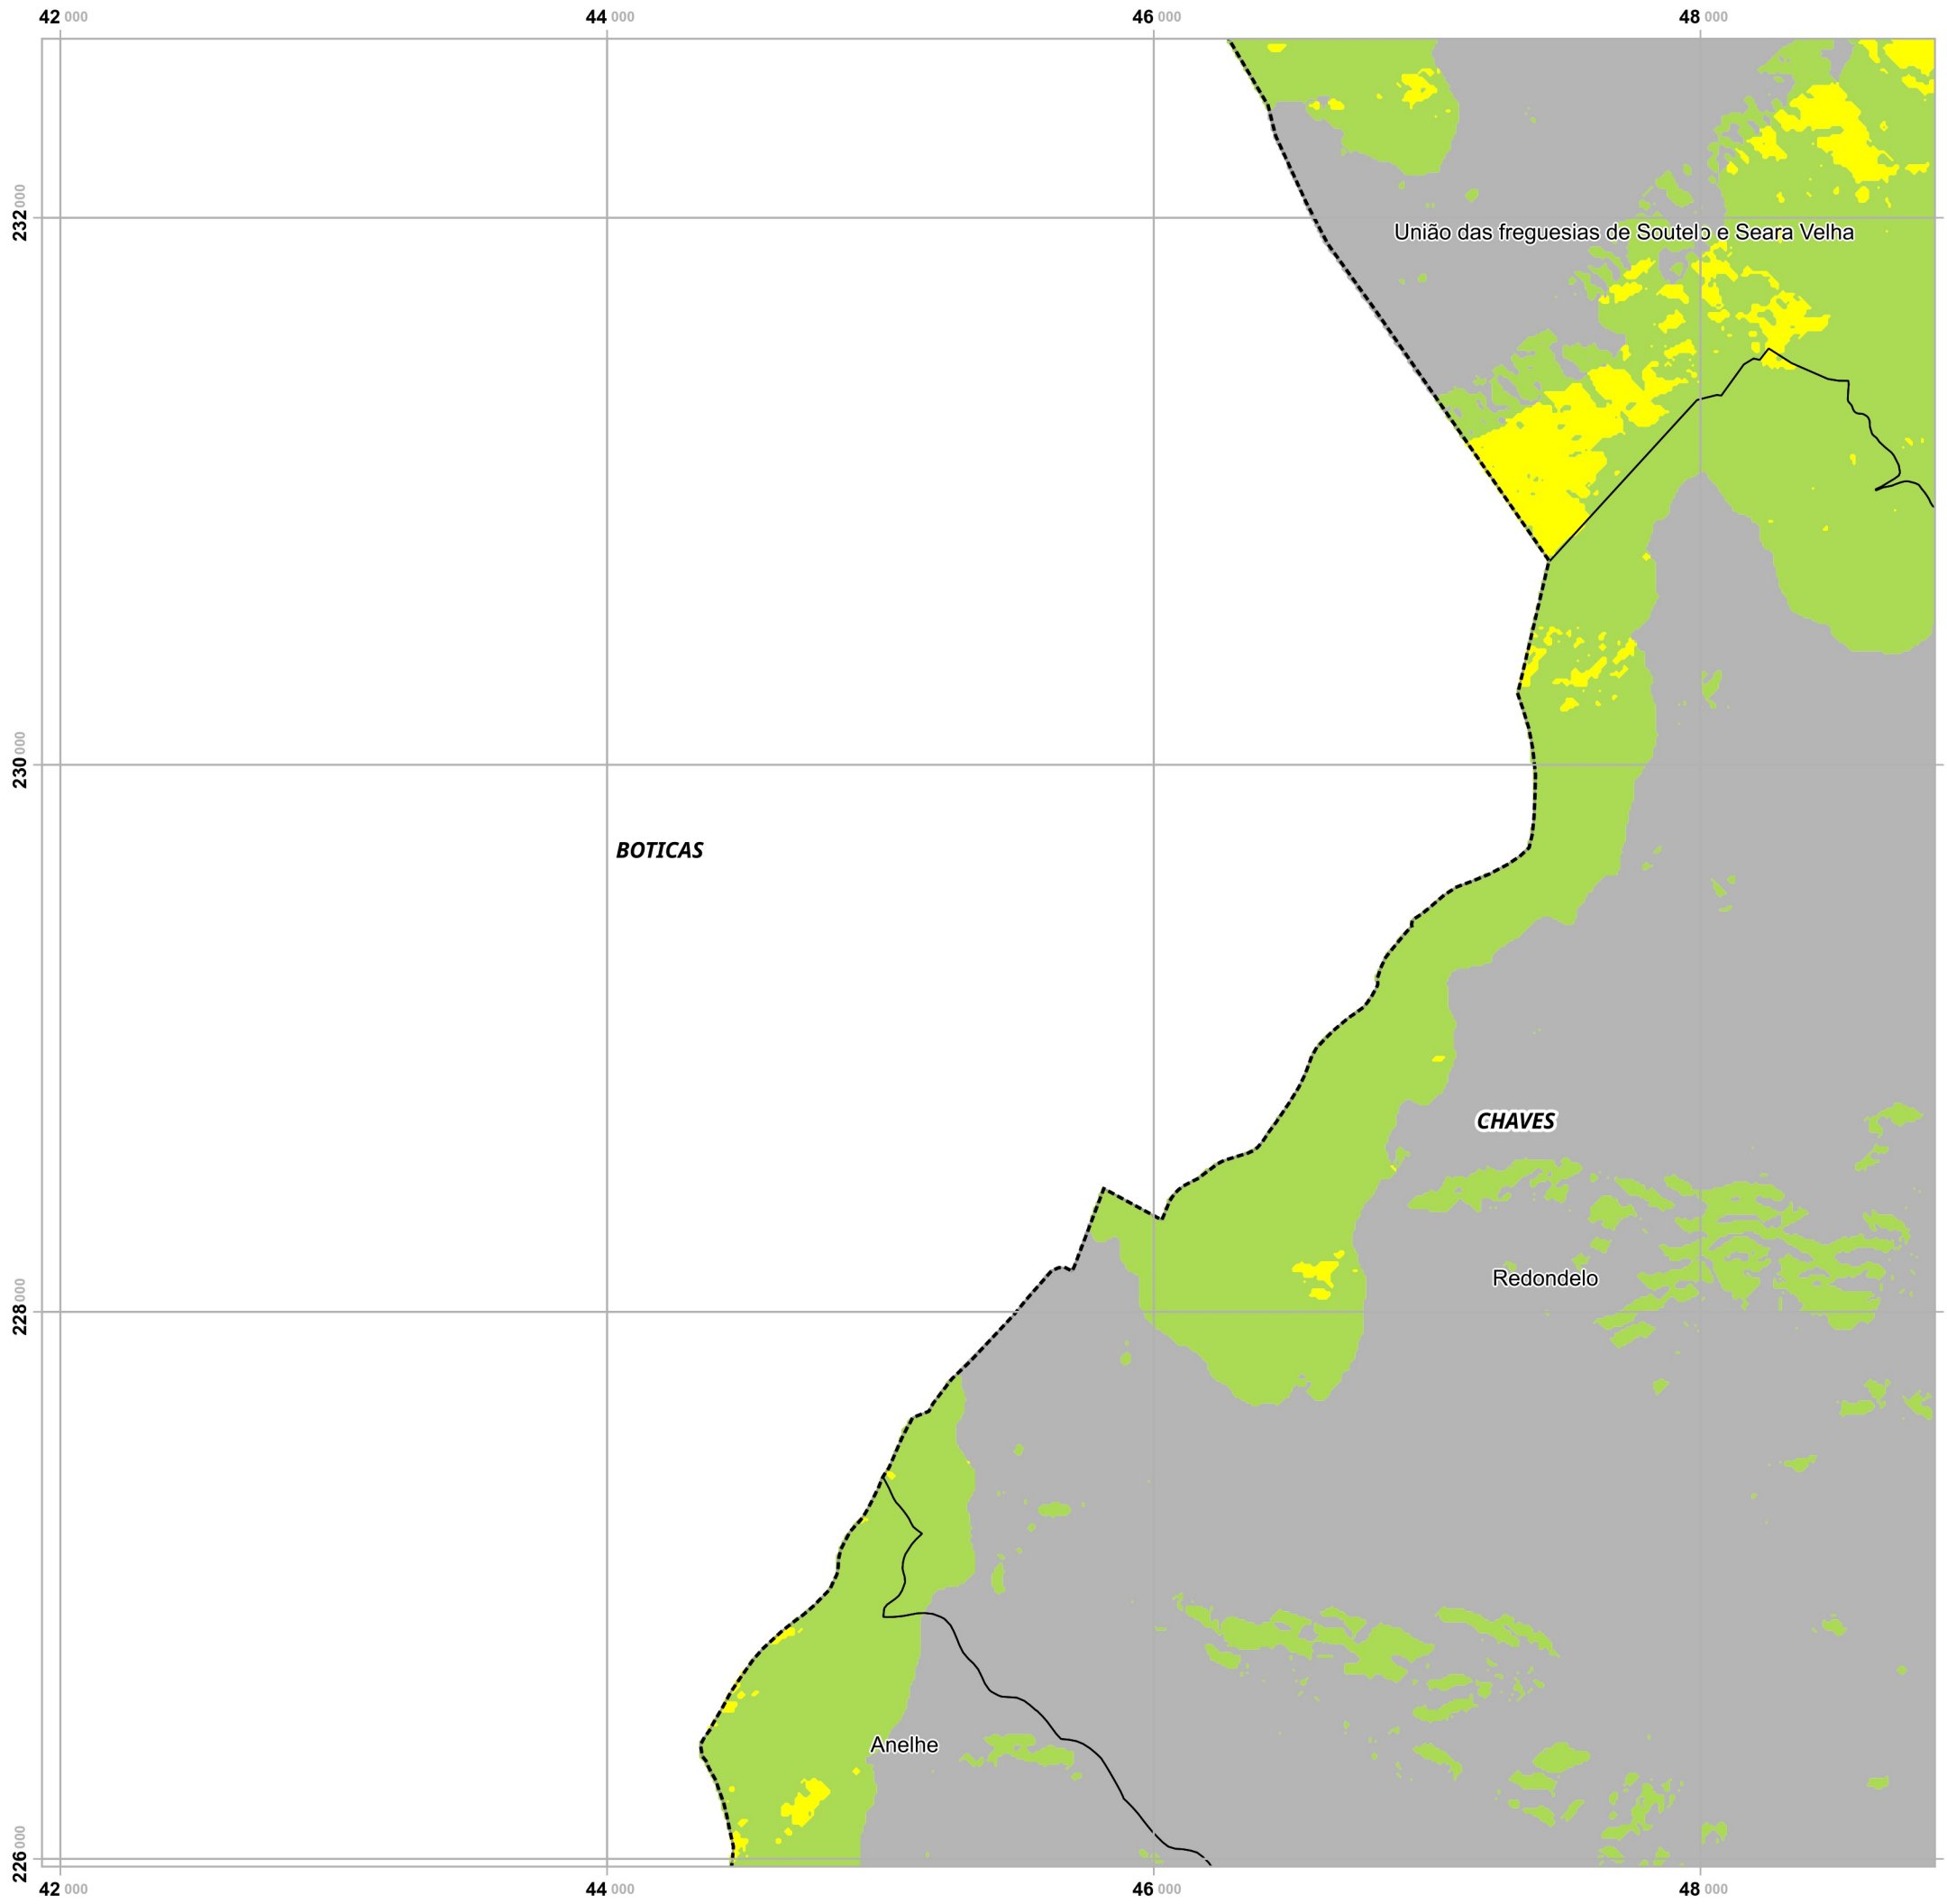 42 000 44 000 46 000 48 000
232 000
União das freguesias de Soutelo e Seara Velha
230 000
BOTICAS
CHAVES
Redondelo
228 000
Anelhe
226 000
42 000 44 000 46 000 48 000